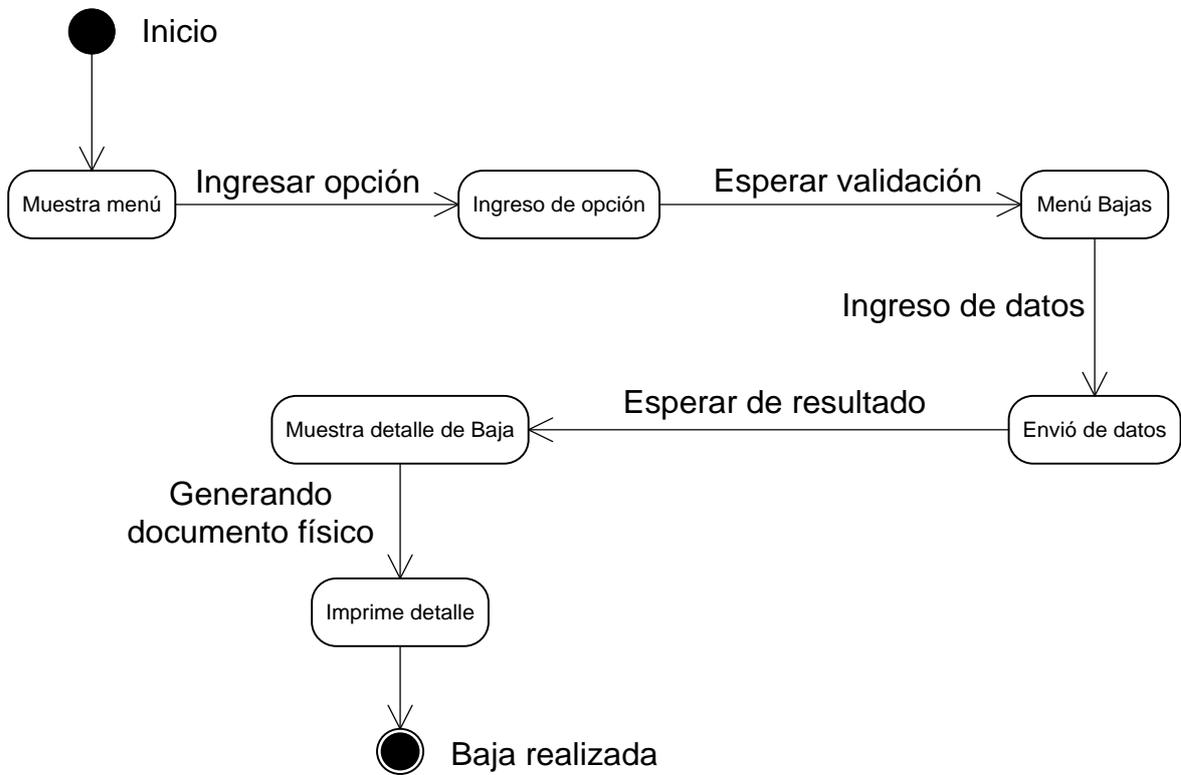 Inicio
Muestra menú
Ingresar opción
Ingreso de opción
Esperar validación
Menú Bajas
Ingreso de datos
Envió de datos
Esperar de resultado
Muestra detalle de Baja
Generando
documento físico
Imprime detalle
Baja realizada